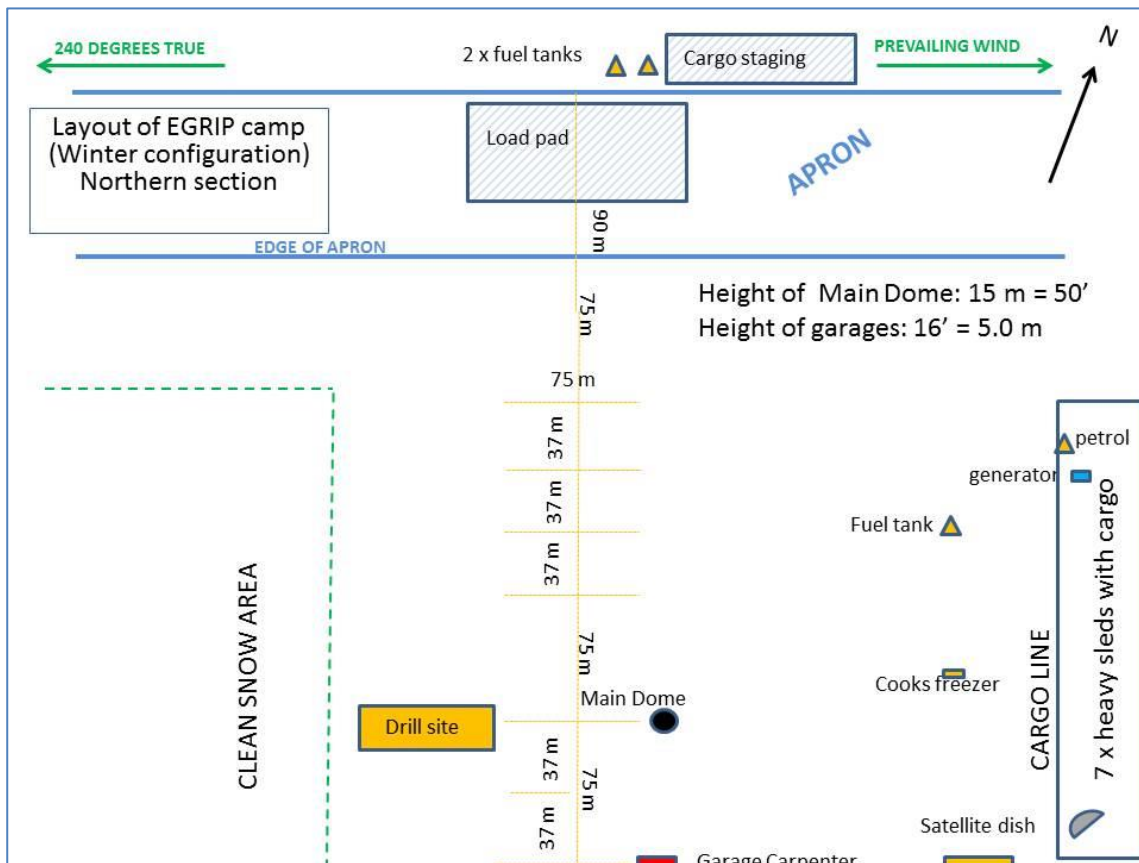 240 DEGREES TRUE
2 x fuel tanks
Cargo staging
PREVAILING WIND
N
Layout of EGRIP camp
(Winter configuration)
Northern section
Load pad
APRON
90 m
EDGE OF APRON
75 m
Height of Main Dome: 15 m = 50'
Height of garages: 16' = 5.0 m
75 m
37 m
37 m
37 m
petrol
generator
Fuel tank
7 x heavy sleds with cargo
CARGO LINE
CLEAN SNOW AREA
75 m
Cooks freezer
Main Dome
Drill site
37 m
75 m
37 m
Satellite dish
Garage Carpenter